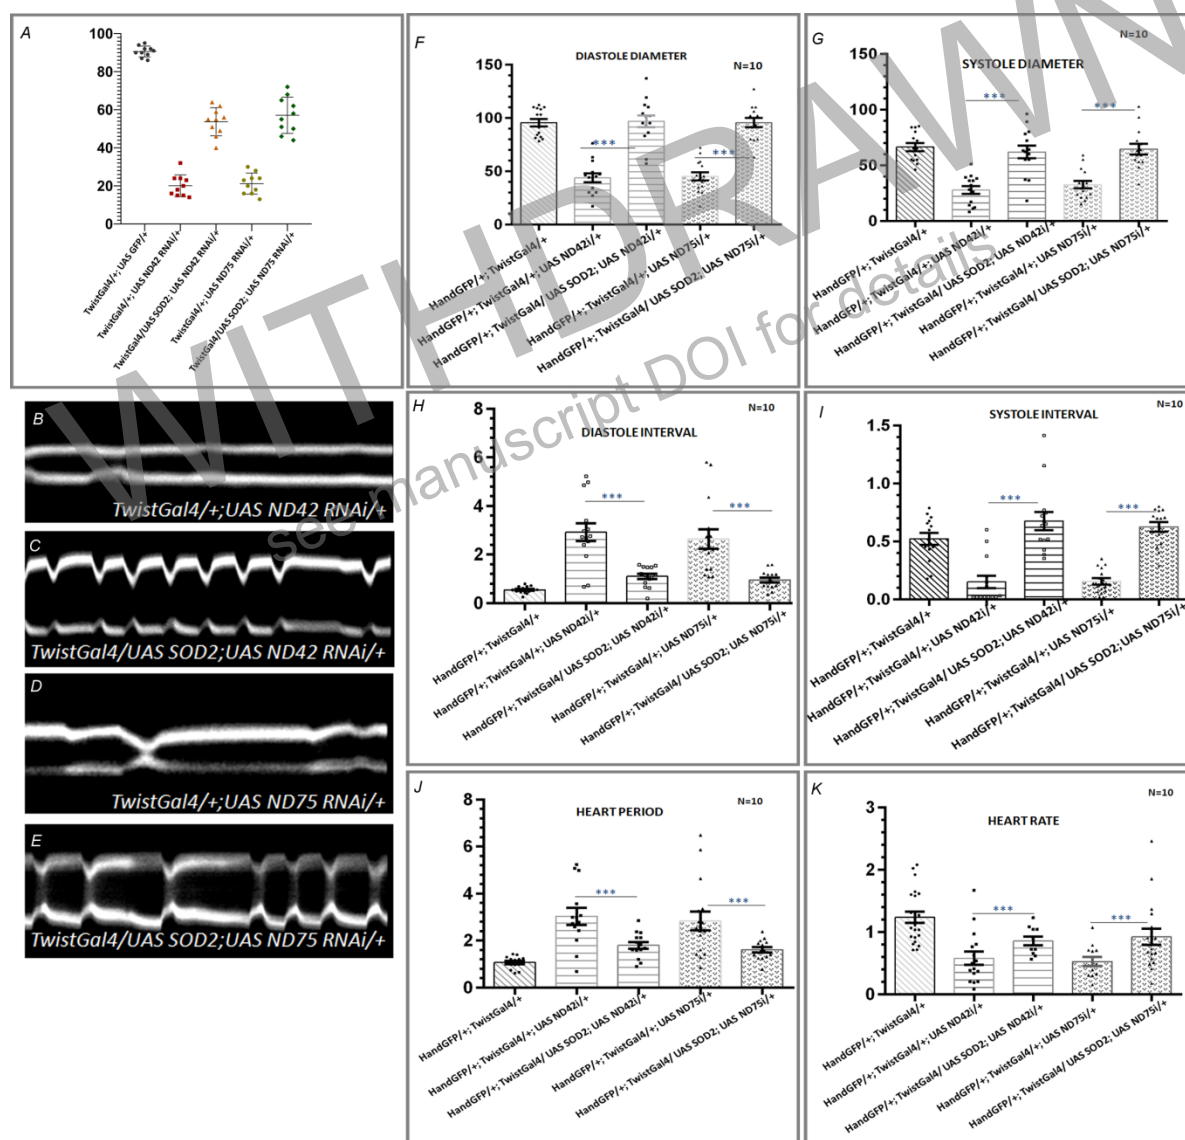 WITHDRAWN
see manuscript DOI for details
A
100
80
60
40
20
0
TwistGal4/+; UAS GFP/+
TwistGal4/+; UAS ND42 RNAi/+
TwistGal4/UAS SOD2; UAS ND42 RNAi/+
TwistGal4/+; UAS ND75 RNAi/+
TwistGal4/UAS SOD2; UAS ND75 RNAi/+
B
TwistGal4/+;UAS ND42 RNAi/+
C
TwistGal4/UAS SOD2;UAS ND42 RNAi/+
D
TwistGal4/+;UAS ND75 RNAi/+
E
TwistGal4/UAS SOD2;UAS ND75 RNAi/+
F
DIASTOLE DIAMETER
N=10
150
100
50
0
***
***
HandGFP/+; TwistGal4/+
HandGFP/+; TwistGal4/+; UAS ND42i/+
HandGFP/+; TwistGal4/ UAS SOD2; UAS ND42i/+
HandGFP/+; TwistGal4/+; UAS ND75i/+
HandGFP/+; TwistGal4/ UAS SOD2; UAS ND75i/+
G
SYSTOLE DIAMETER
N=10
150
100
50
0
***
***
HandGFP/+; TwistGal4/+
HandGFP/+; TwistGal4/+; UAS ND42i/+
HandGFP/+; TwistGal4/ UAS SOD2; UAS ND42i/+
HandGFP/+; TwistGal4/+; UAS ND75i/+
HandGFP/+; TwistGal4/ UAS SOD2; UAS ND75i/+
H
DIASTOLE INTERVAL
N=10
8
6
4
2
0
***
***
HandGFP/+; TwistGal4/+
HandGFP/+; TwistGal4/+; UAS ND42i/+
HandGFP/+; TwistGal4/ UAS SOD2; UAS ND42i/+
HandGFP/+; TwistGal4/+; UAS ND75i/+
HandGFP/+; TwistGal4/ UAS SOD2; UAS ND75i/+
I
SYSTOLE INTERVAL
N=10
1.5
1.0
0.5
0.0
***
***
HandGFP/+; TwistGal4/+
HandGFP/+; TwistGal4/+; UAS ND42i/+
HandGFP/+; TwistGal4/ UAS SOD2; UAS ND42i/+
HandGFP/+; TwistGal4/+; UAS ND75i/+
HandGFP/+; TwistGal4/ UAS SOD2; UAS ND75i/+
J
HEART PERIOD
N=10
8
6
4
2
0
***
***
HandGFP/+; TwistGal4/+
HandGFP/+; TwistGal4/+; UAS ND42i/+
HandGFP/+; TwistGal4/ UAS SOD2; UAS ND42i/+
HandGFP/+; TwistGal4/+; UAS ND75i/+
HandGFP/+; TwistGal4/ UAS SOD2; UAS ND75i/+
K
HEART RATE
N=10
3
2
1
0
***
***
HandGFP/+; TwistGal4/+
HandGFP/+; TwistGal4/+; UAS ND42i/+
HandGFP/+; TwistGal4/ UAS SOD2; UAS ND42i/+
HandGFP/+; TwistGal4/+; UAS ND75i/+
HandGFP/+; TwistGal4/ UAS SOD2; UAS ND75i/+